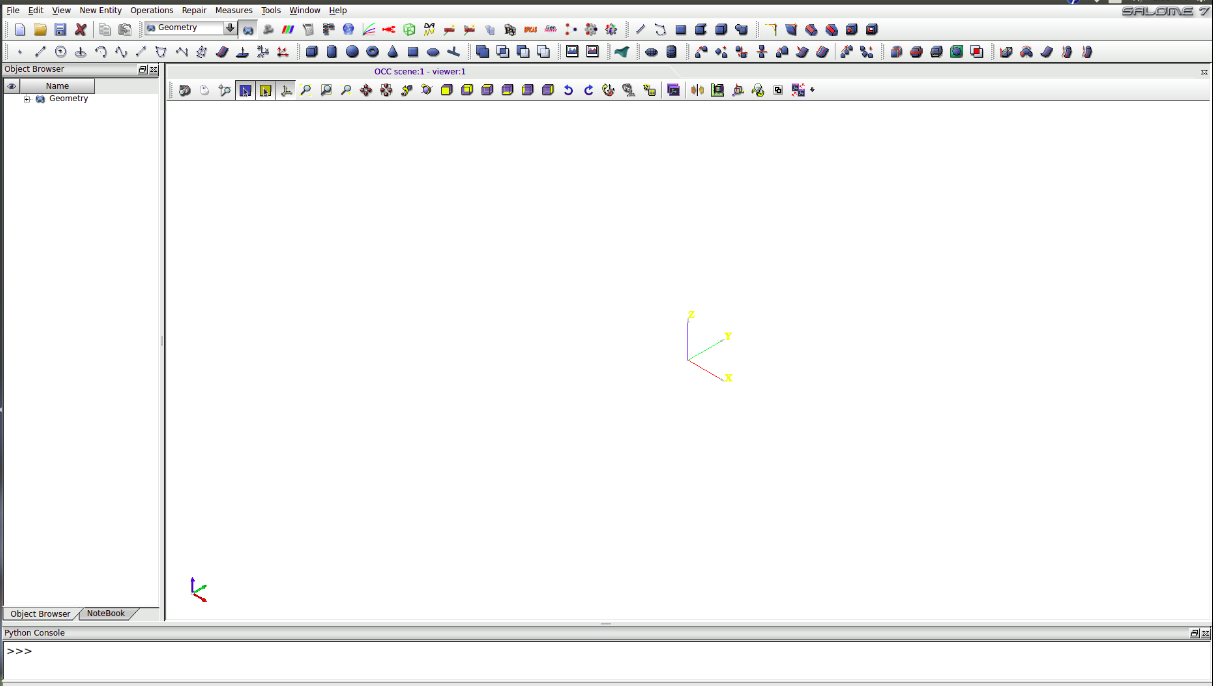 File Edit View New Entity Operations Repair Measures Tools Window Help
SALOME 7
Geometry
Object Browser
OCC scene:1 - viewer:1
Name
Geometry
Z
Y
X
Object Browser NoteBook
Python Console
>>>